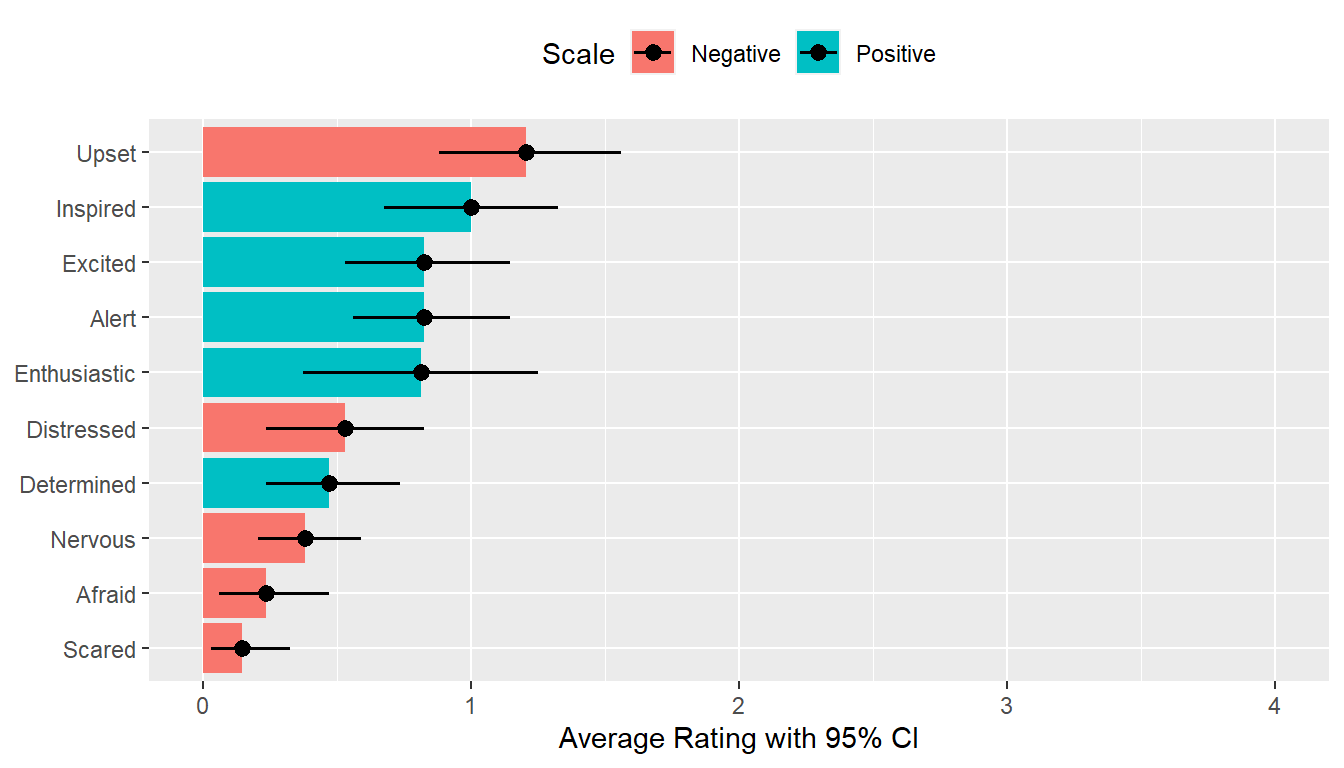 Scale Negative Positive
Upset
Inspired
Excited
Alert
Enthusiastic
Distressed
Determined
Nervous
Afraid
Scared
0 1 2 3 4
Average Rating with 95% CI